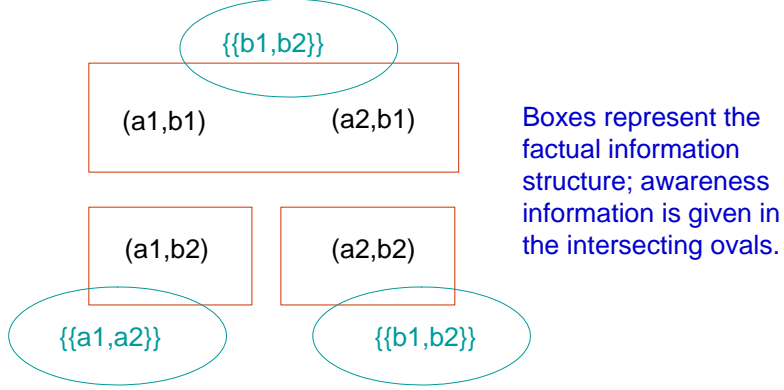 {{b1,b2}}
(a1,b1)
(a2,b1)
Boxes represent the
factual information
structure; awareness
information is given in
the intersecting ovals.
(a1,b2)
(a2,b2)
{{a1,a2}}
{{b1,b2}}